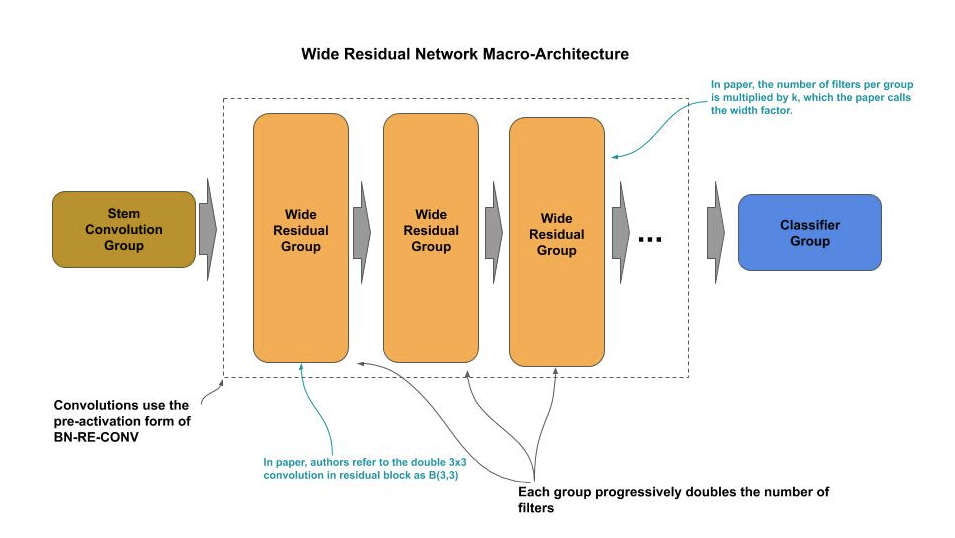 Wide Residual Network Macro-Architecture
In paper, the number of filters per group
is multiplied by k, which the paper calls
the width factor.
Stem
Convolution
Group
Wide
Residual
Group
Wide
Residual
Group
Wide
Residual
Group
...
Classifier
Group
Convolutions use the
pre-activation form of
BN-RE-CONV
In paper, authors refer to the double 3x3
convolution in residual block as B(3,3)
Each group progressively doubles the number of
filters